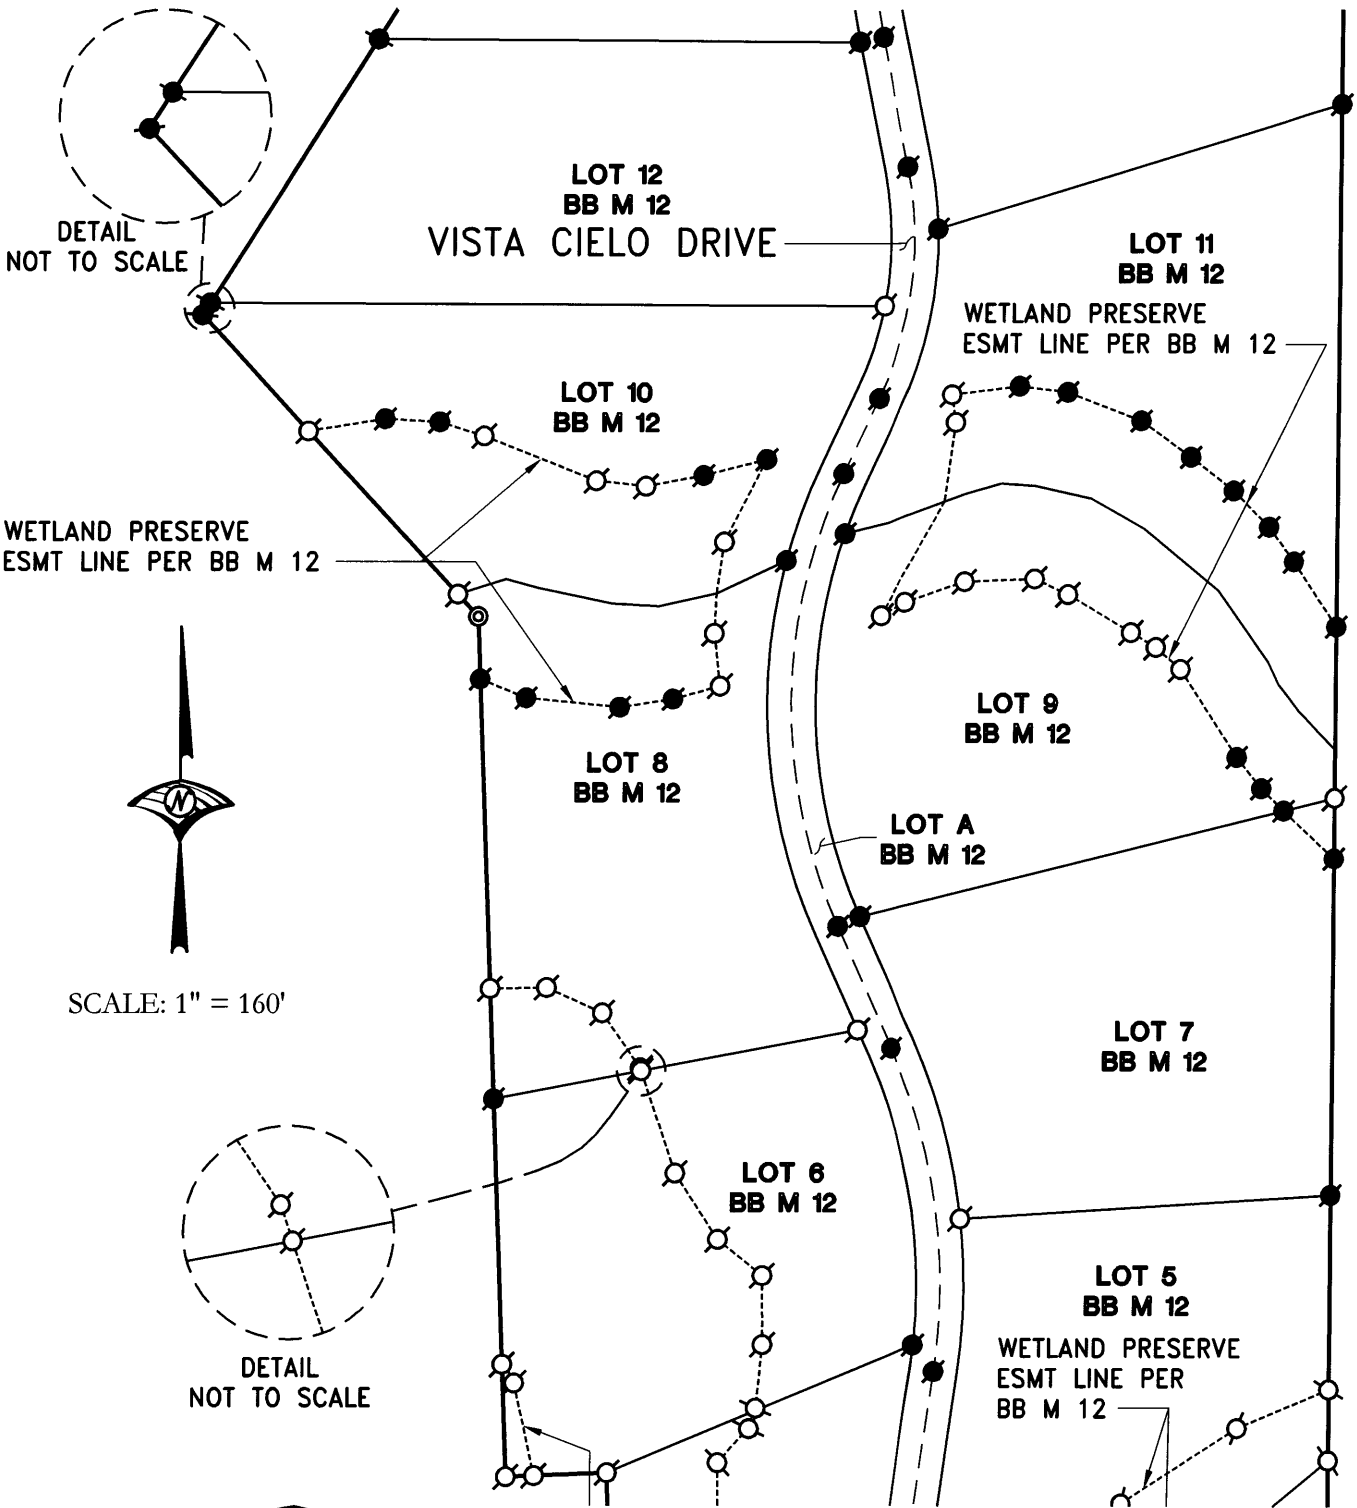 LOT 12
BB M 12
VISTA CIELO DRIVE
DETAIL
NOT TO SCALE
LOT 11
BB M 12
WETLAND PRESERVE
ESMT LINE PER BB M 12
LOT 10
BB M 12
WETLAND PRESERVE
ESMT LINE PER BB M 12
LOT 9
BB M 12
LOT 8
BB M 12
N
LOT A
BB M 12
SCALE: 1" = 160'
LOT 7
BB M 12
LOT 6
BB M 12
LOT 5
BB M 12
DETAIL
NOT TO SCALE
WETLAND PRESERVE
ESMT LINE PER
BB M 12